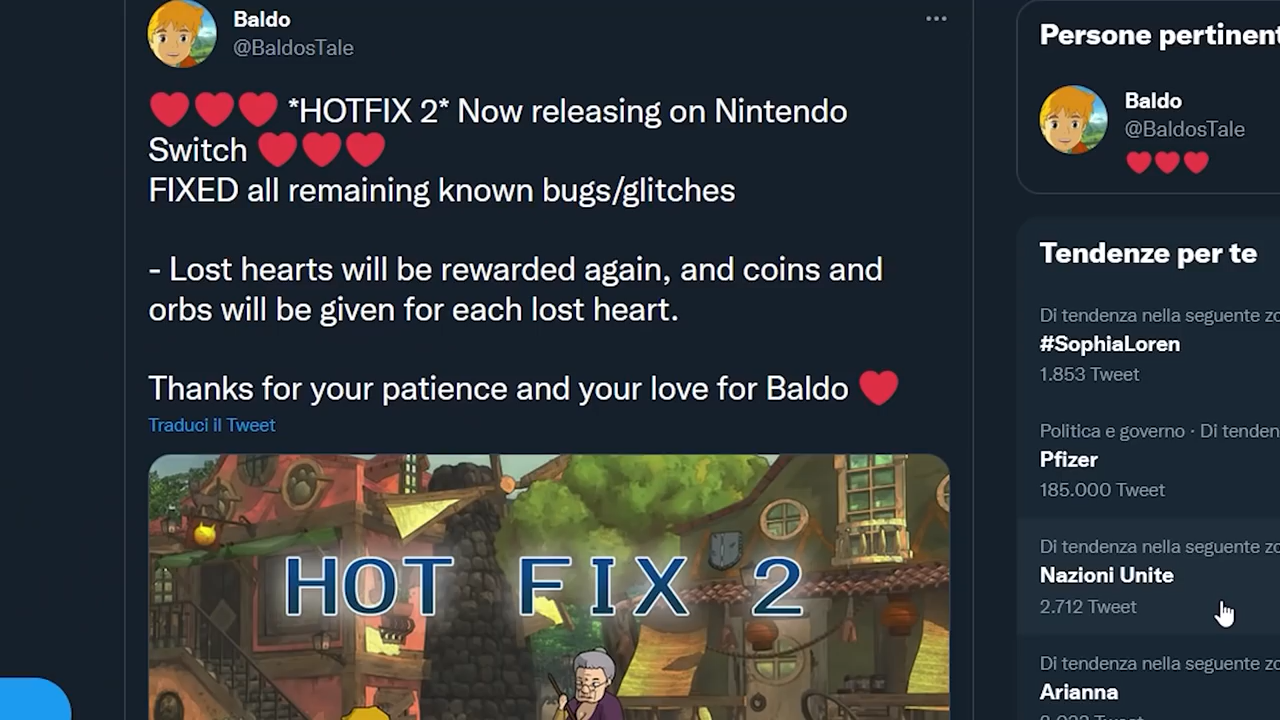 Baldo
@BaldosTale
❤️❤️❤️ *HOTFIX 2* Now releasing on Nintendo
Switch ❤️❤️❤️
FIXED all remaining known bugs/glitches
- Lost hearts will be rewarded again, and coins and
orbs will be given for each lost heart.
Thanks for your patience and your love for Baldo ❤️
Traduci il Tweet
HOT FIX 2
Persone pertinent
Baldo
@BaldosTale
❤️❤️❤️
Tendenze per te
Di tendenza nella seguente
#SophiaLoren
1.853 Tweet
Politica e governo · Di tenden
Pfizer
185.000 Tweet
Di tendenza nella seguente
Nazioni Unite
2.712 Tweet
Di tendenza nella seguente
Arianna